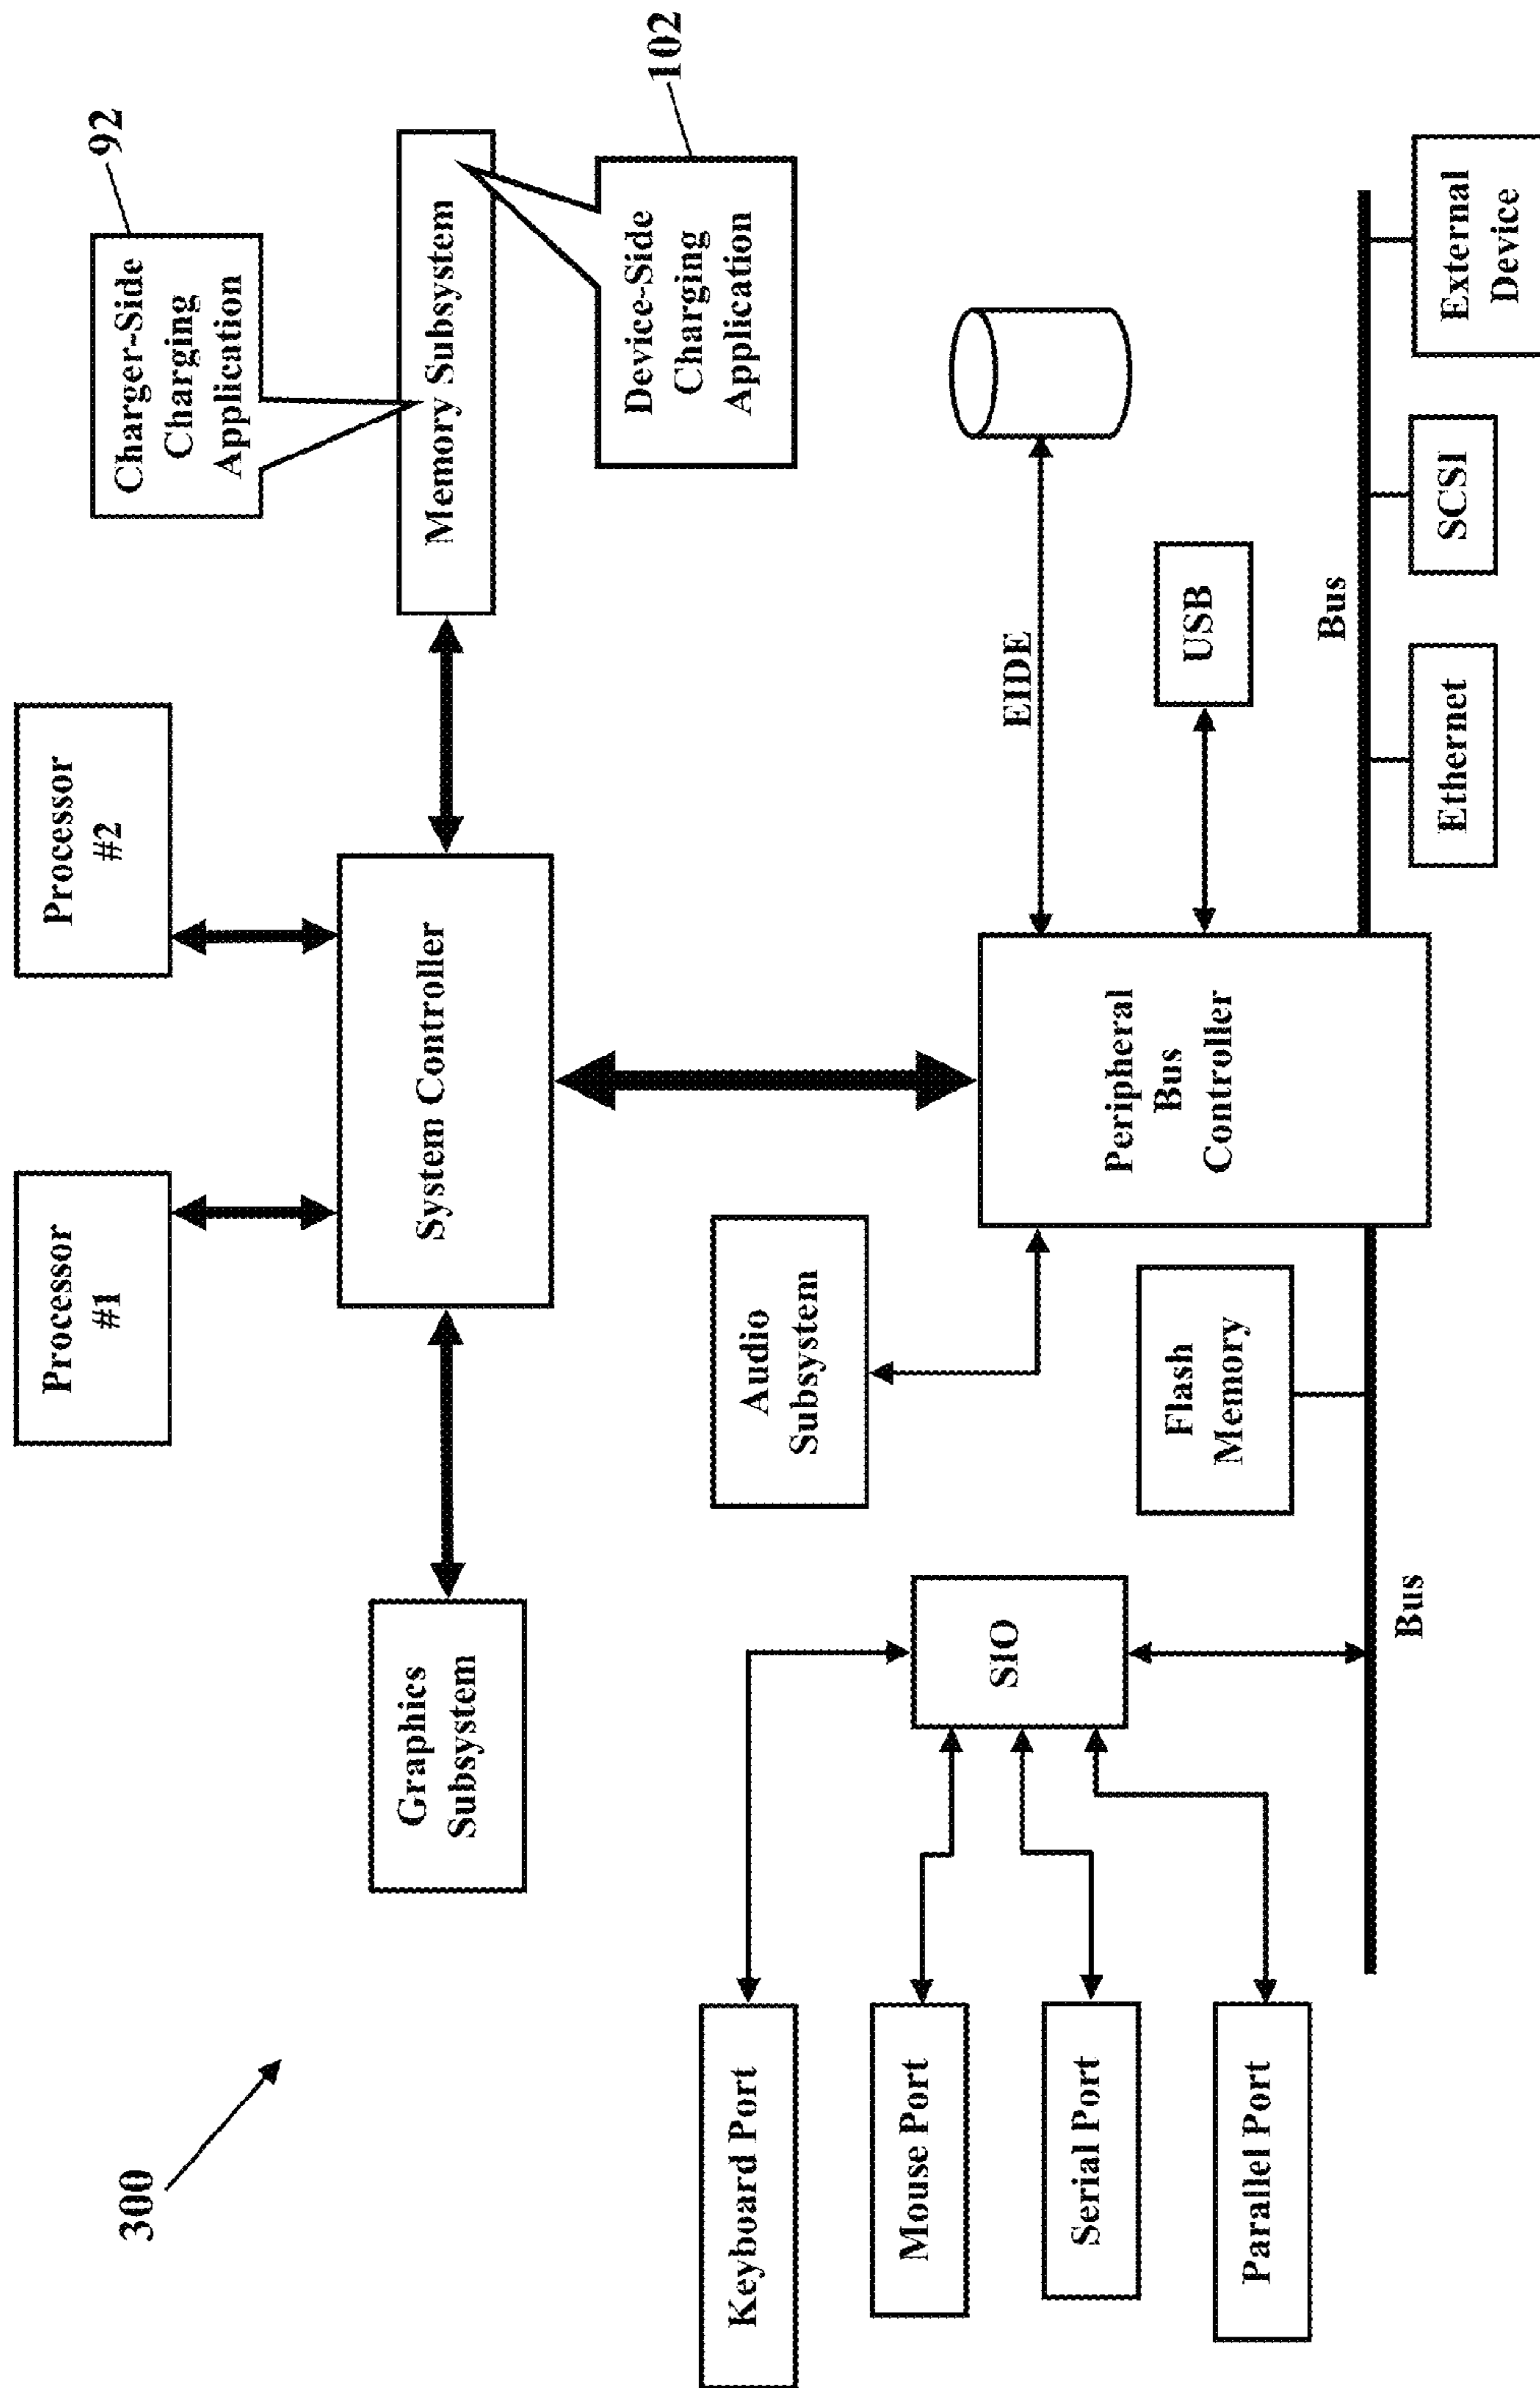 300
Processor
#1
Processor
#2
92
Charger-Side
Charging
Application
Graphics
Subsystem
System Controller
Memory Subsystem
102
Device-Side
Charging
Application
Keyboard Port
Mouse Port
Serial Port
Parallel Port
SIO
Audio
Subsystem
Flash
Memory
Peripheral
Bus
Controller
EIDE
USB
Bus
Bus
Ethernet
SCSI
External
Device